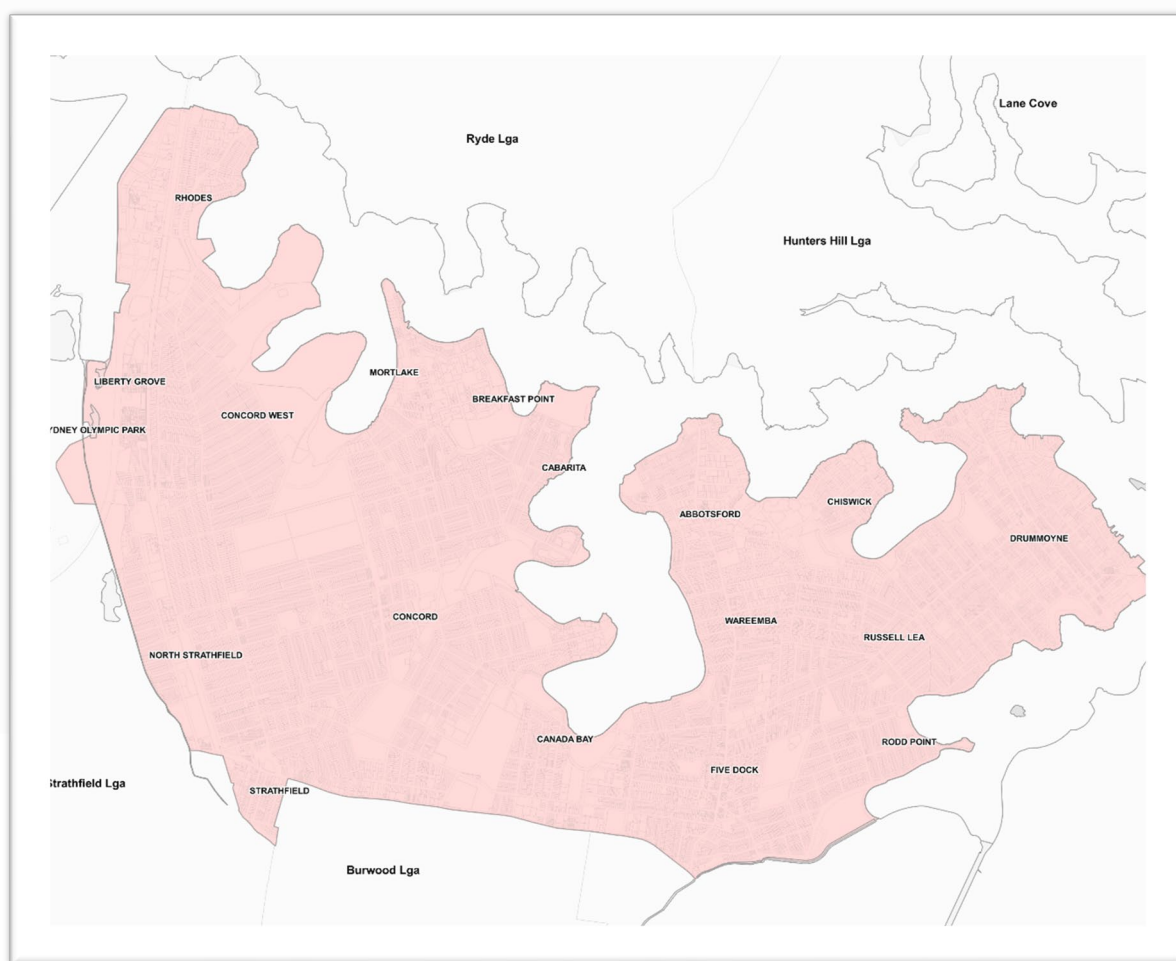 Lane Cove
Ryde Lga
RHODES
Hunters Hill Lga
MORTLAKE
LIBERTY GROVE
BREAKFAST POINT
CONCORD WEST
YDNEY OLYMPIC PARK
CABARITA
CHISWICK
ABBOTSFORD
DRUMMOYNE
CONCORD
WAREEMBA
RUSSELL LEA
NORTH STRATHFIELD
CANADA BAY
RODD POINT
FIVE DOCK
Strathfield Lga
STRATHFIELD
Burwood Lga